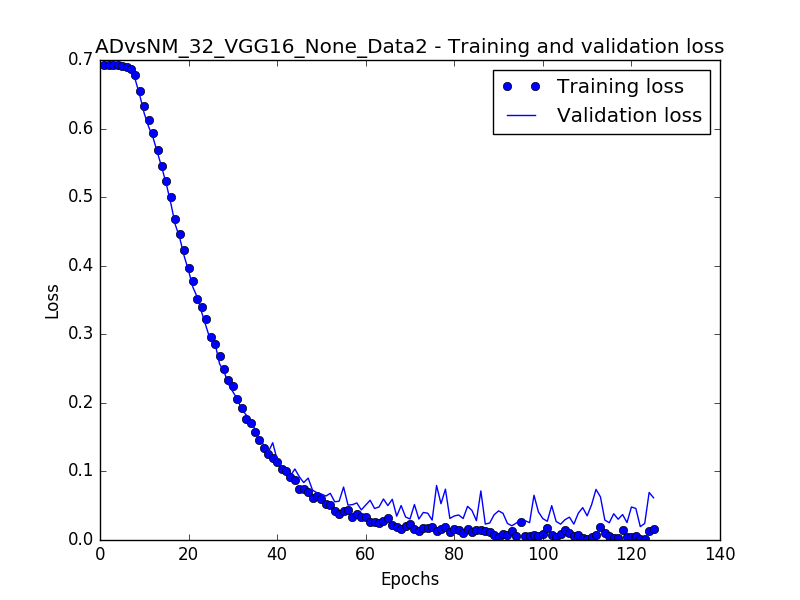 ADvsNM_32_VGG16_None_Data2 - Training and validation loss
Training loss
Validation loss
Loss
0.7
0.6
0.5
0.4
0.3
0.2
0.1
0.0
0 20 40 60 80 100 120 140
Epochs